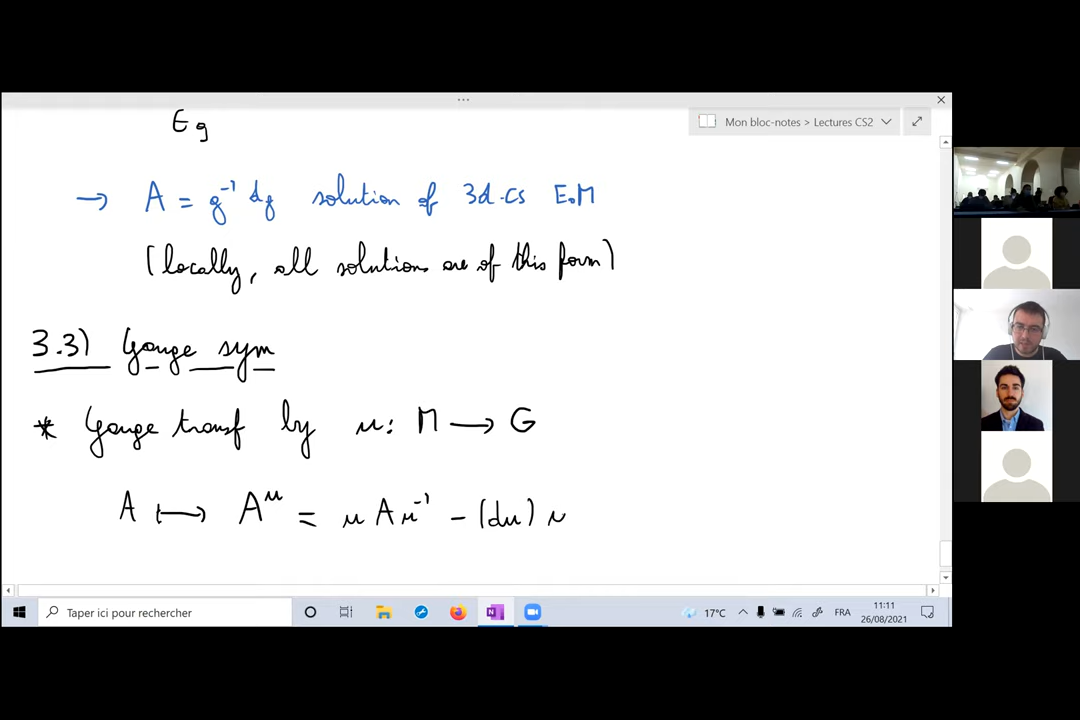 E g
Mon bloc-notes > Lectures CS2
→ A = g⁻¹ dg solution of 3d-CS E.M
(locally, all solutions are of this form)
3.3) Gauge sym
* Gauge transf by u: M → G
A ↦ Aᵘ = u A u⁻¹ - (du) u
Taper ici pour rechercher
17°C
FRA
11:11
26/08/2021